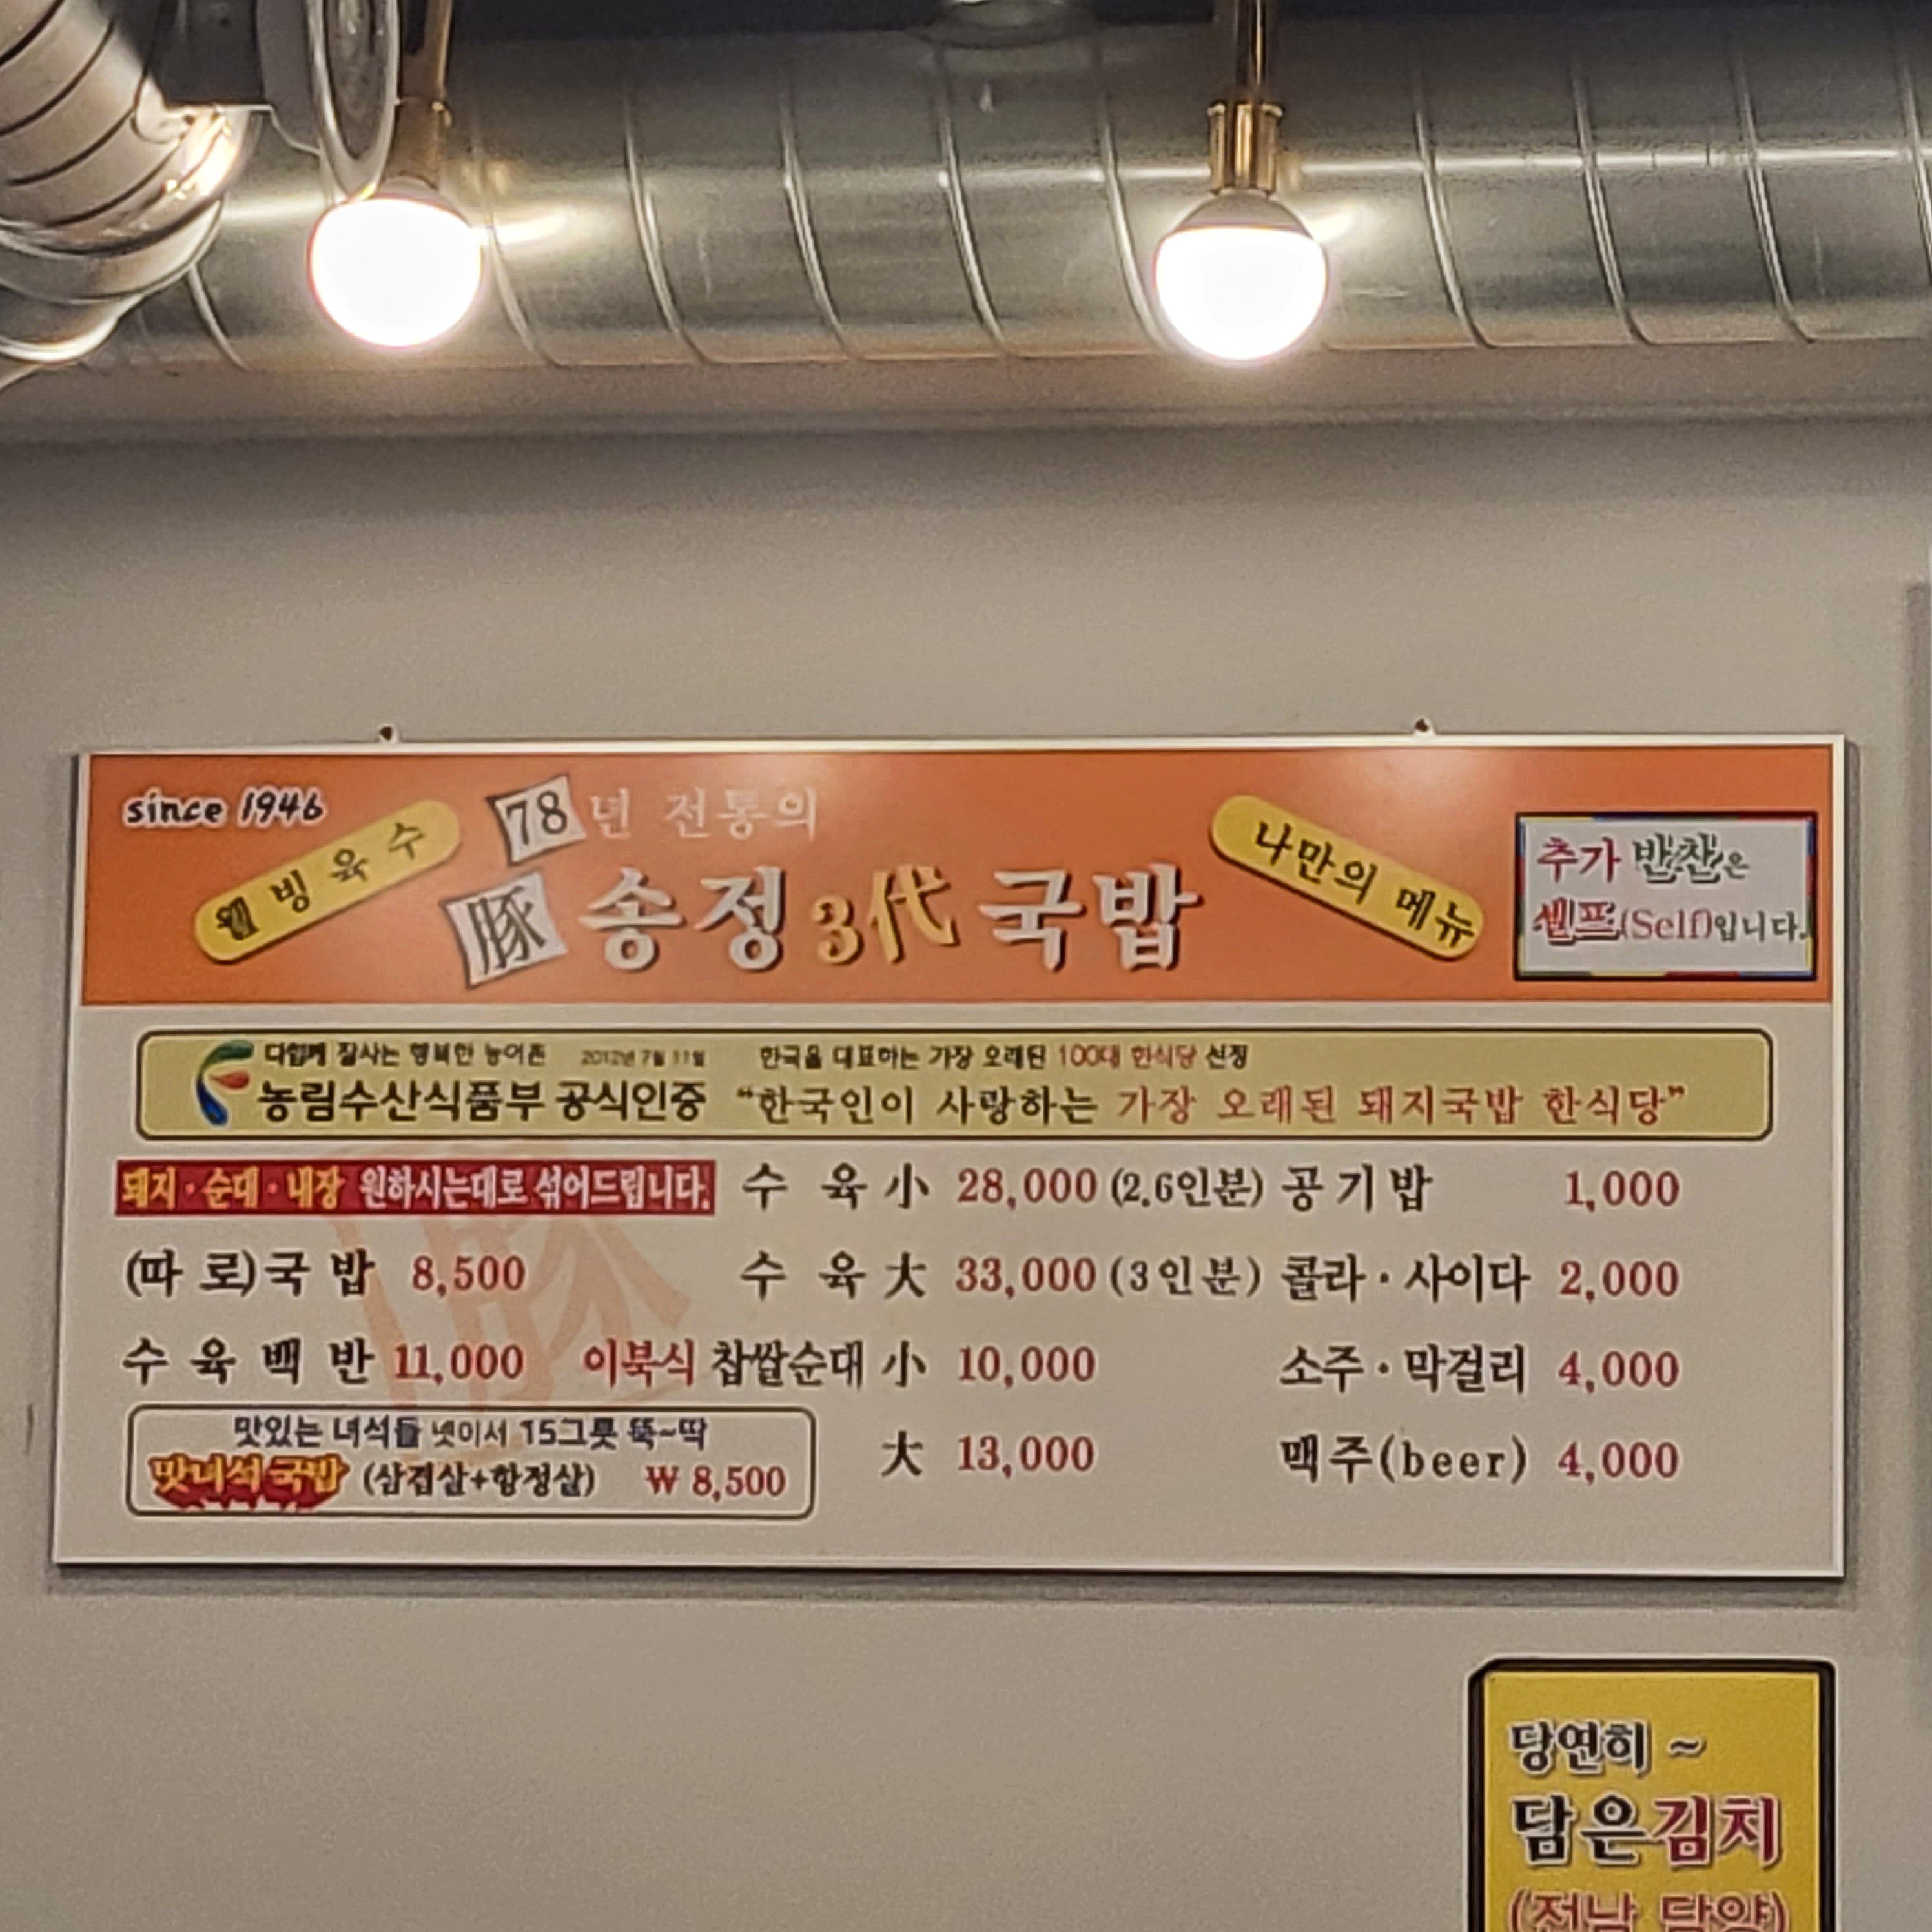 since 1946
웰빙육수
78년 전통의
豚 송정 3代 국밥
나만의 메뉴
추가 반찬은
셀프(Self)입니다.
다함께 잘사는 행복한 농어촌 2012년 7월 11일 한국을 대표하는 가장 오래된 100대 한식당 선정
농림수산식품부 공식인증 “한국인이 사랑하는 가장 오래된 돼지국밥 한식당”
돼지·순대·내장 원하시는대로 섞어드립니다.
(따로)국밥 8,500
수육백반 11,000
맛있는 녀석들 넷이서 15그릇 뚝~딱
맛녀석국밥 (삼겹살+항정살) ₩ 8,500
수육 小 28,000 (2.6인분)
수육 大 33,000 (3인분)
이북식 찹쌀순대 小 10,000
大 13,000
공기밥 1,000
콜라·사이다 2,000
소주·막걸리 4,000
맥주(beer) 4,000
당연히 ~
담은김치
(전남 담양)